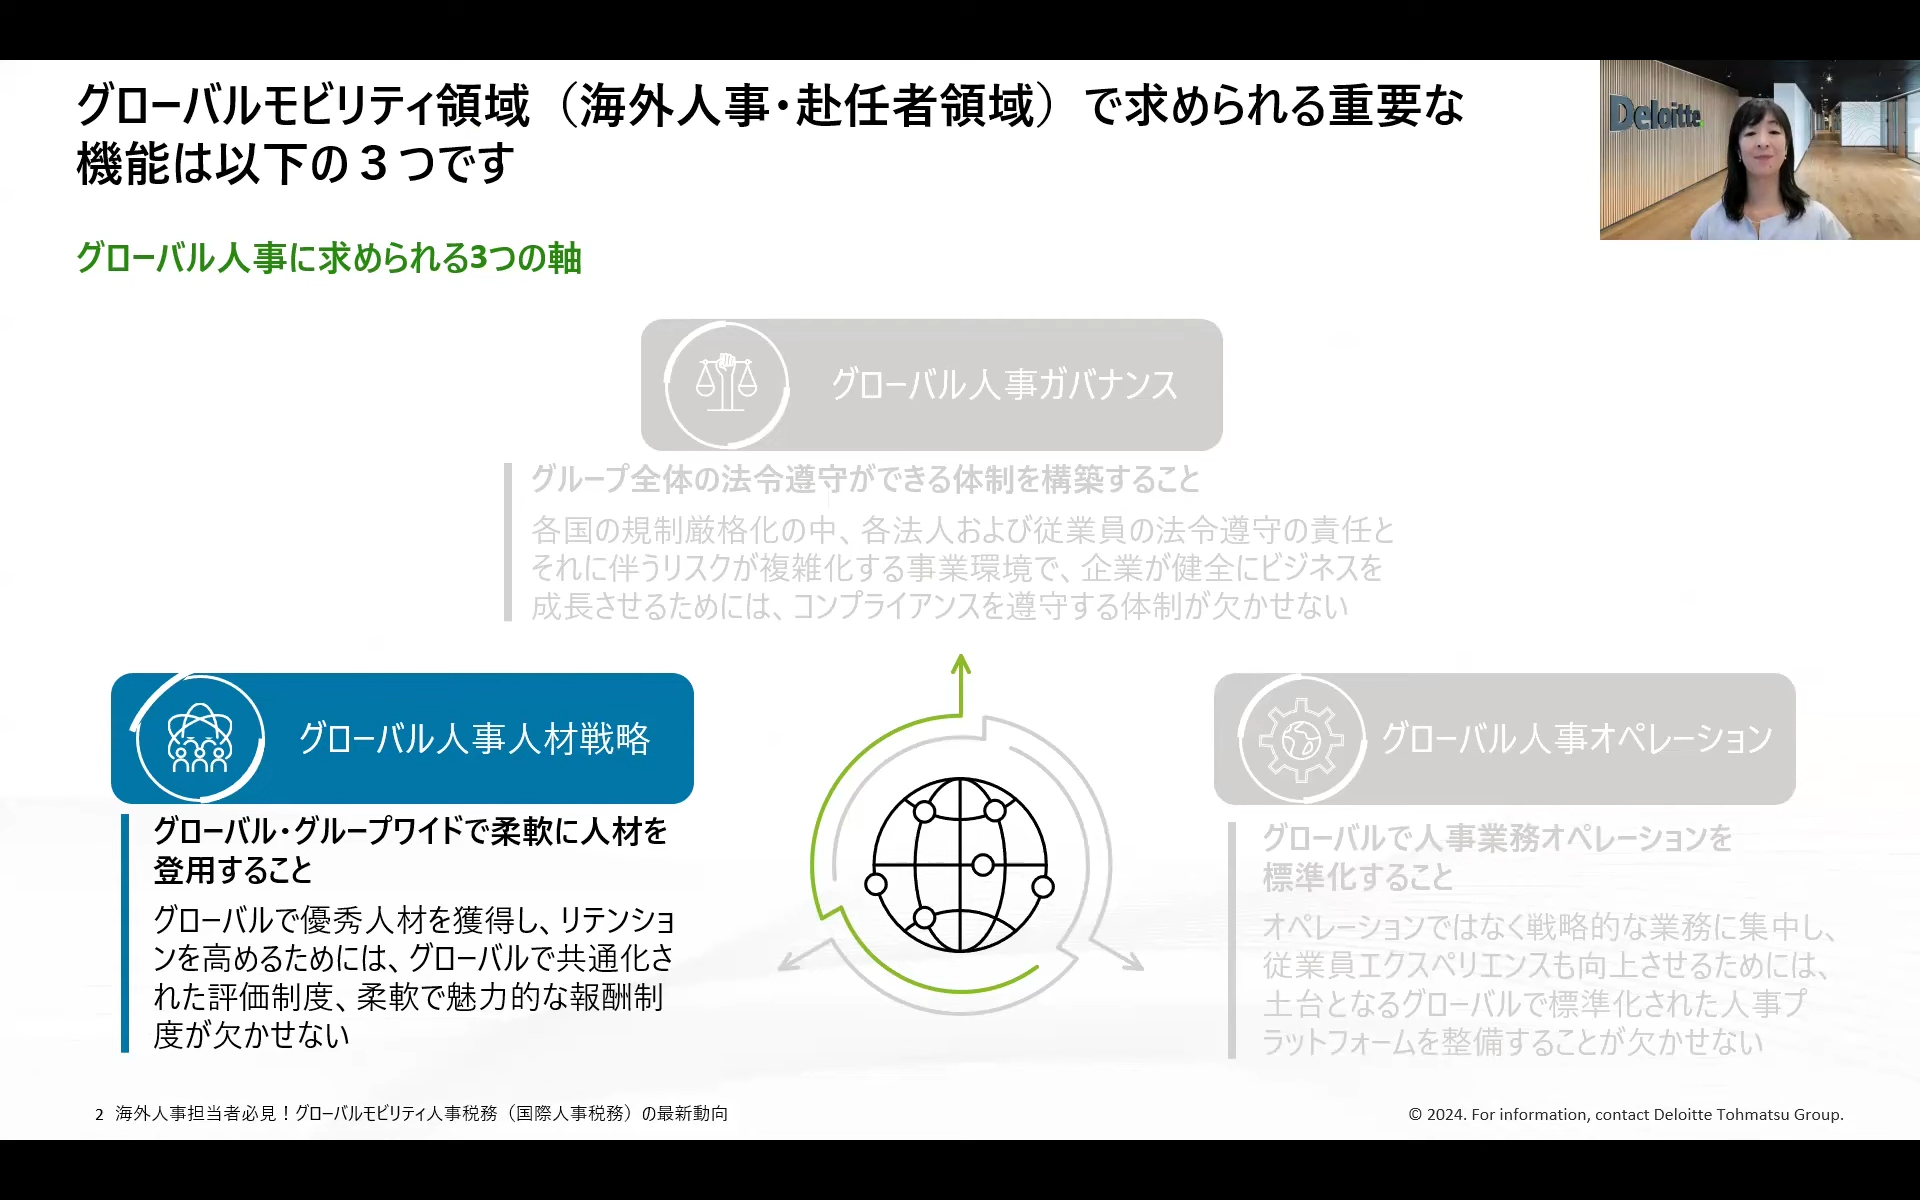 グローバルモビリティ領域（海外人事・赴任者領域）で求められる重要な
機能は以下の３つです
Deloitte.
グローバル人事に求められる3つの軸
グローバル人事ガバナンス
グループ全体の法令遵守ができる体制を構築すること
各国の規制厳格化の中、各法人および従業員の法令遵守の責任と
それに伴うリスクが複雑化する事業環境で、企業が健全にビジネスを
成長させるためには、コンプライアンスを遵守する体制が欠かせない
グローバル人事人材戦略
グローバル・グループワイドで柔軟に人材を
登用すること
グローバルで優秀人材を獲得し、リテンショ
ンを高めるためには、グローバルで共通化さ
れた評価制度、柔軟で魅力的な報酬制
度が欠かせない
グローバル人事オペレーション
グローバルで人事業務オペレーションを
標準化すること
オペレーションではなく戦略的な業務に集中し、
従業員エクスペリエンスも向上させるためには、
土台となるグローバルで標準化された人事プ
ラットフォームを整備することが欠かせない
2 海外人事担当者必見！グローバルモビリティ人事税務（国際人事税務）の最新動向
© 2024. For information, contact Deloitte Tohmatsu Group.